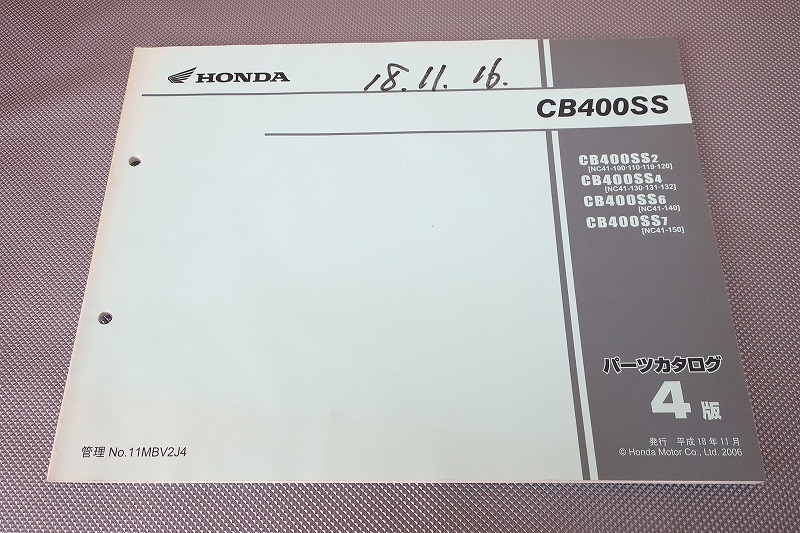 HONDA
18.11.16.
CB400SS
CB400SS2
[NC41-100·110·119·120]
CB400SS4
[NC41-130·131·132]
CB400SS6
[NC41-140]
CB400SS7
[NC41-150]
パーツカタログ
4版
発行 平成18年11月
© Honda Motor Co., Ltd. 2006
管理 No.11MBV2J4